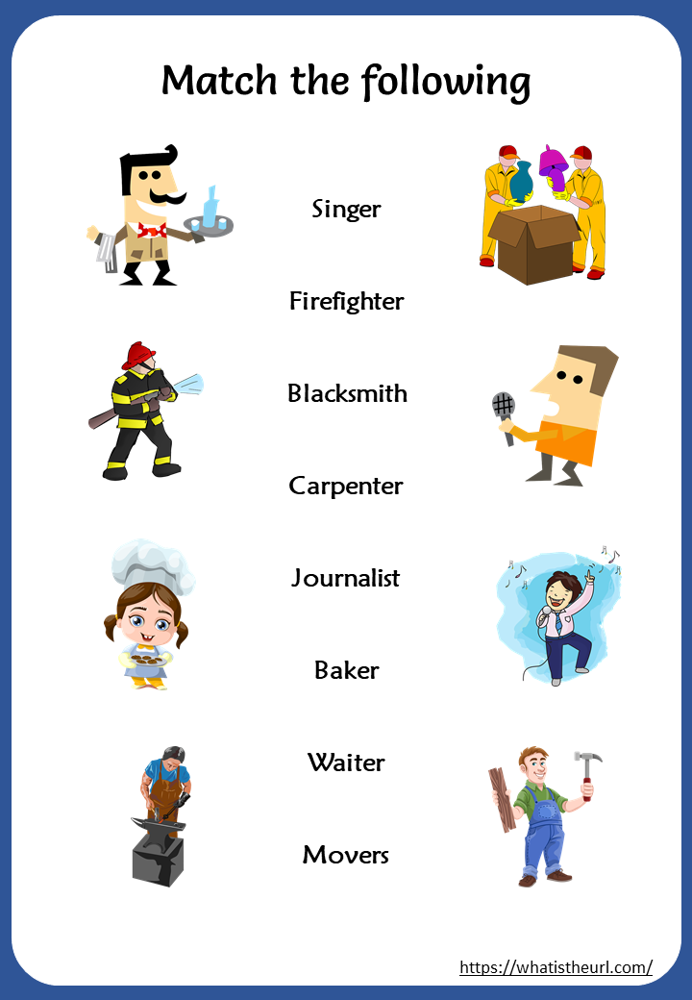 Match the following
Singer
Firefighter
Blacksmith
Carpenter
Journalist
Baker
Waiter
Movers
https://whatistheurl.com/